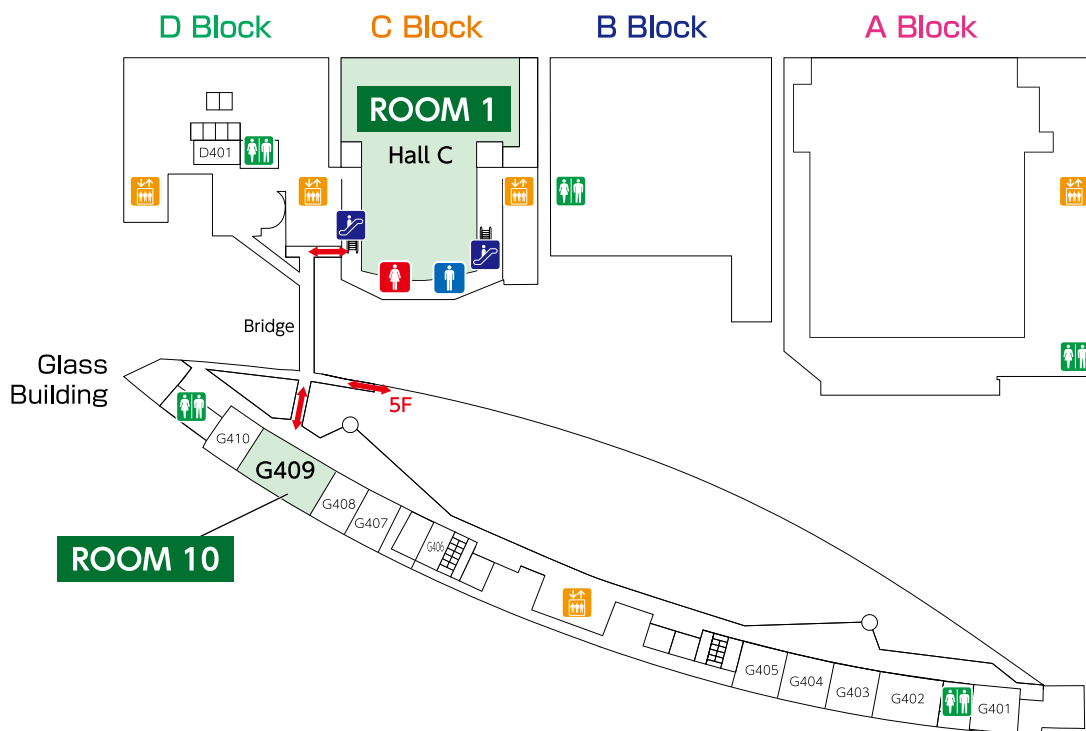 D Block
C Block
B Block
A Block
ROOM 1
Hall C
D401
Bridge
Glass
Building
5F
G410
G409
G408
G407
G406
ROOM 10
G405
G404
G403
G402
G401